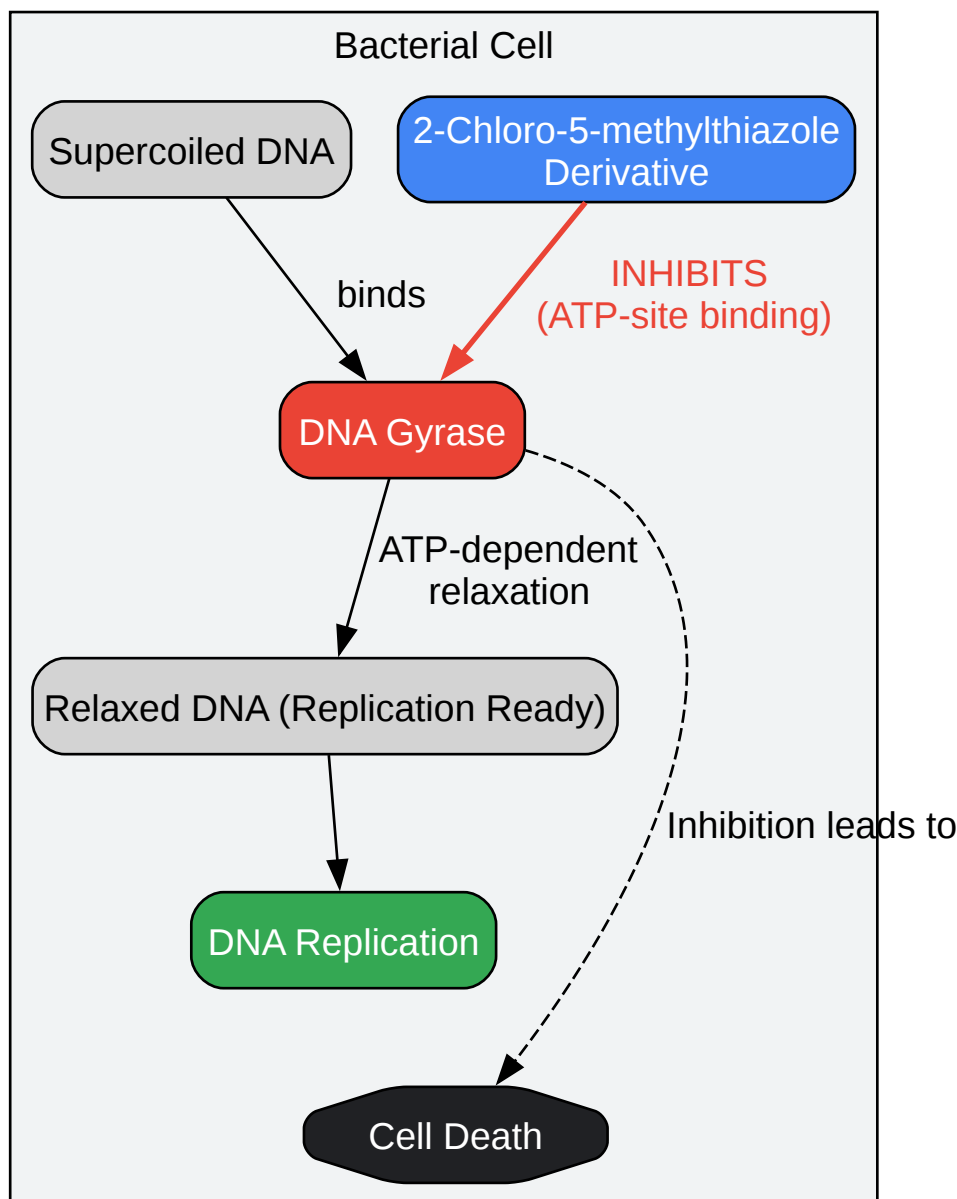 Bacterial Cell
Supercoiled DNA
2-Chloro-5-methylthiazole
Derivative
binds
INHIBITS
(ATP-site binding)
DNA Gyrase
ATP-dependent
relaxation
Relaxed DNA (Replication Ready)
Inhibition leads to
DNA Replication
Cell Death